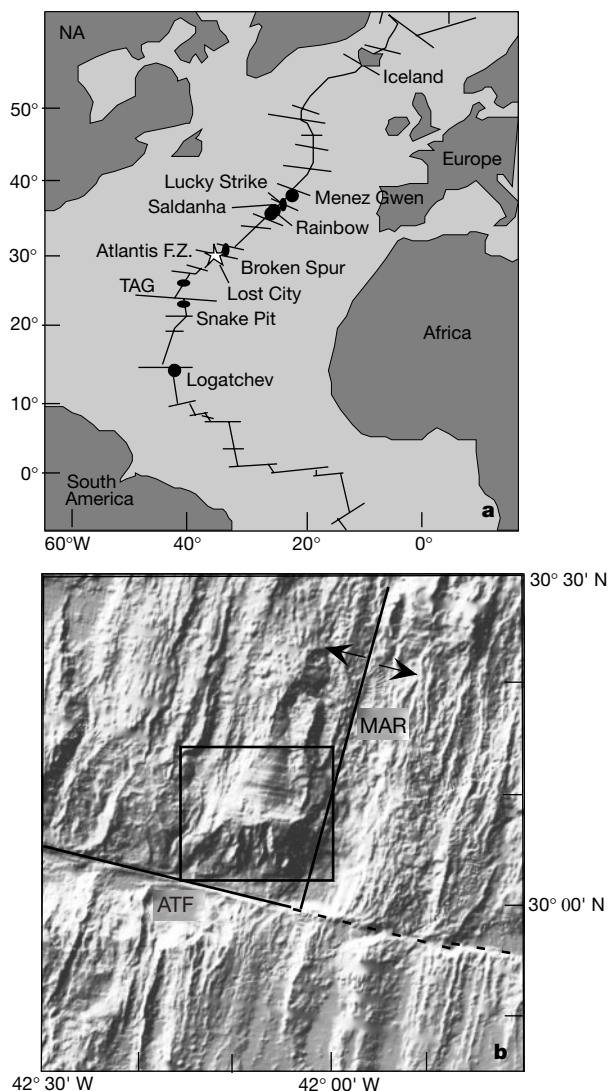 NA
Iceland
50°
Lucky Strike
Europe
40°
Menez Gwen
Saldanha
Rainbow
Atlantis F.Z.
30°
Broken Spur
TAG
Lost City
Africa
20°
Snake Pit
Logatchev
10°
0°
South
America
a
60°W
40°
20°
0°
30° 30' N
MAR
ATF
30° 00' N
b
42° 30' W
42° 00' W